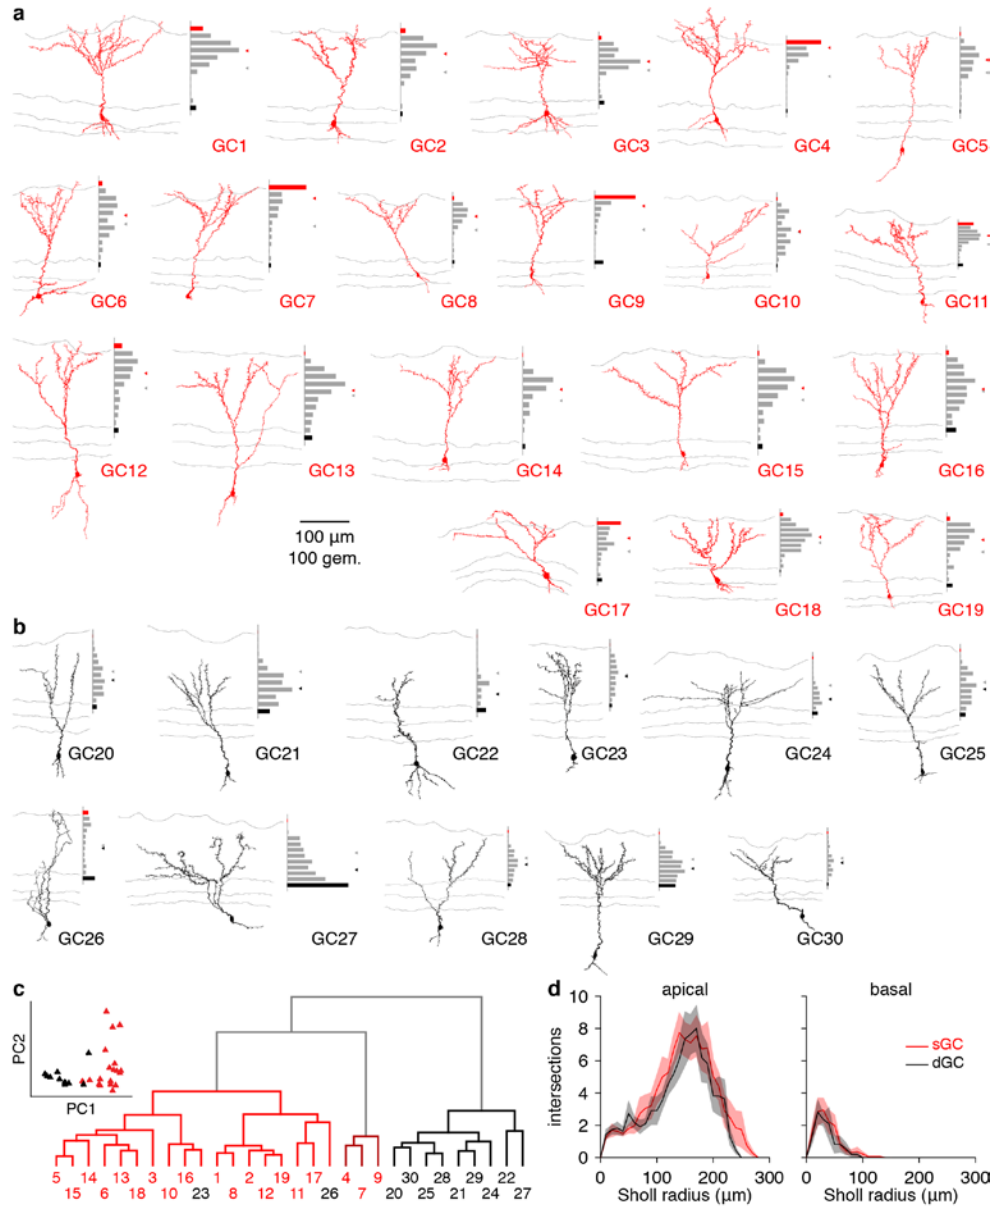 a
GC1 GC2 GC3 GC4 GC5
GC6 GC7 GC8 GC9 GC10 GC11
GC12 GC13 GC14 GC15 GC16
100 µm
100 gem.
GC17 GC18 GC19
b
GC20 GC21 GC22 GC23 GC24 GC25
GC26 GC27 GC28 GC29 GC30
c
PC2
PC1
5 14 13 3 16 1 2 19 17 4 9 30 28 29 22
15 6 18 10 23 8 12 11 26 7 20 25 21 24 27
d
apical basal
intersections
10
8
6
4
2
0
sGC
dGC
0 100 200 300 0 100 200 300
Sholl radius (µm) Sholl radius (µm)